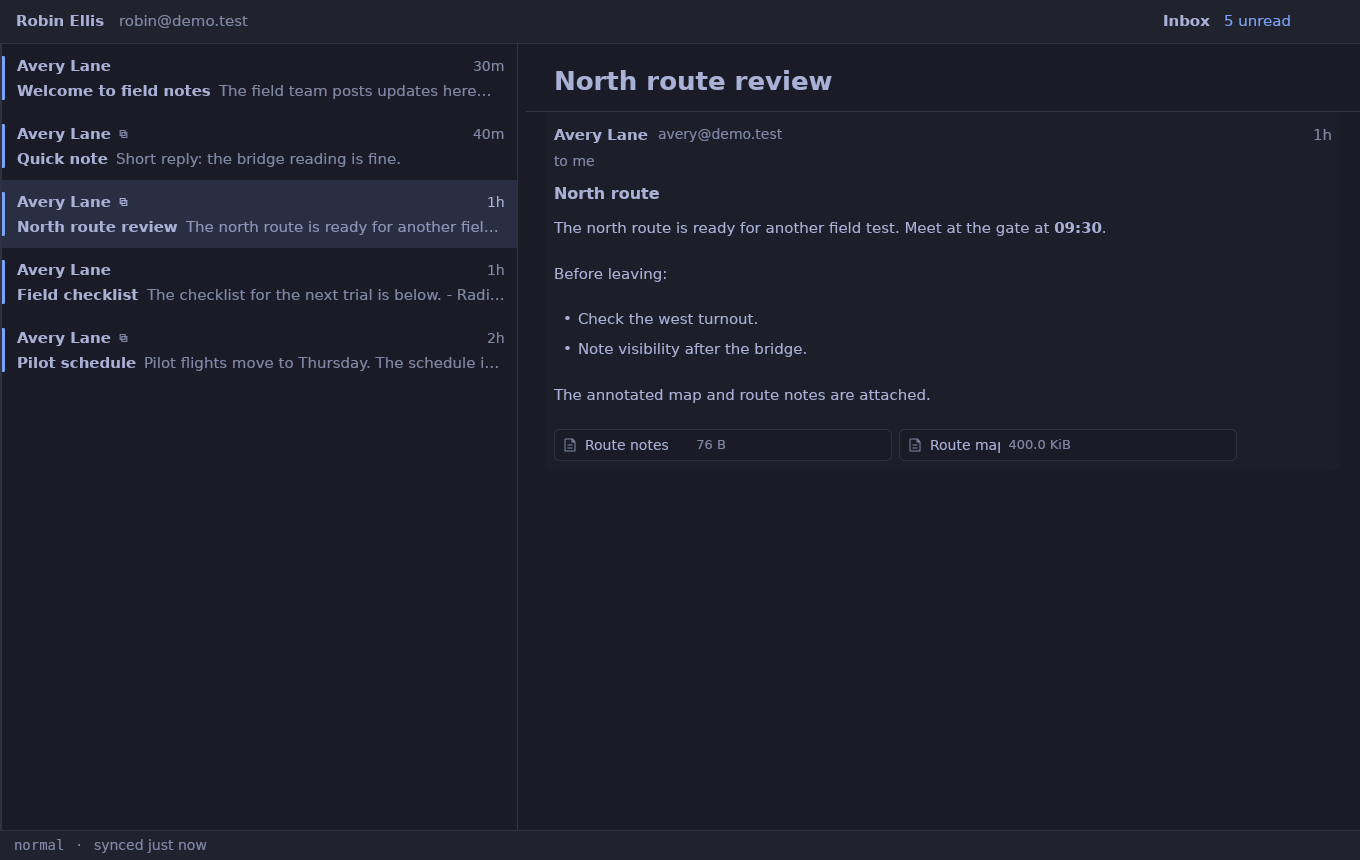 Robin Ellis robin@demo.test Inbox 5 unread
Avery Lane 30m
Welcome to field notes The field team posts updates here…
Avery Lane 40m
Quick note Short reply: the bridge reading is fine.
Avery Lane 1h
North route review The north route is ready for another fiel…
Avery Lane 1h
Field checklist The checklist for the next trial is below. - Radi…
Avery Lane 2h
Pilot schedule Pilot flights move to Thursday. The schedule i…
North route review
Avery Lane avery@demo.test 1h
to me
North route
The north route is ready for another field test. Meet at the gate at 09:30.
Before leaving:
• Check the west turnout.
• Note visibility after the bridge.
The annotated map and route notes are attached.
Route notes 76 B Route map 400.0 KiB
normal · synced just now